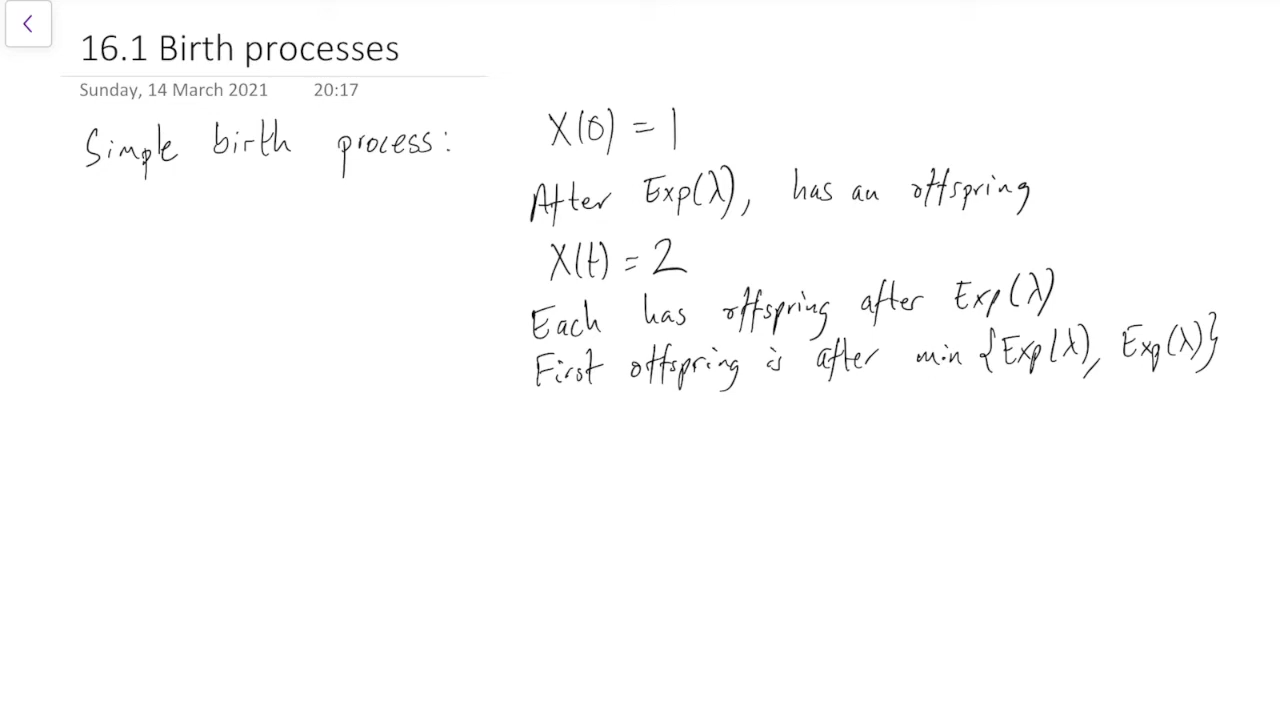 16.1 Birth processes
Sunday, 14 March 2021 20:17
Simple birth process:
X(0) = 1
After Exp(λ), has an offspring
X(t) = 2
Each has offspring after Exp(λ)
First offspring is after min {Exp(λ), Exp(λ)}